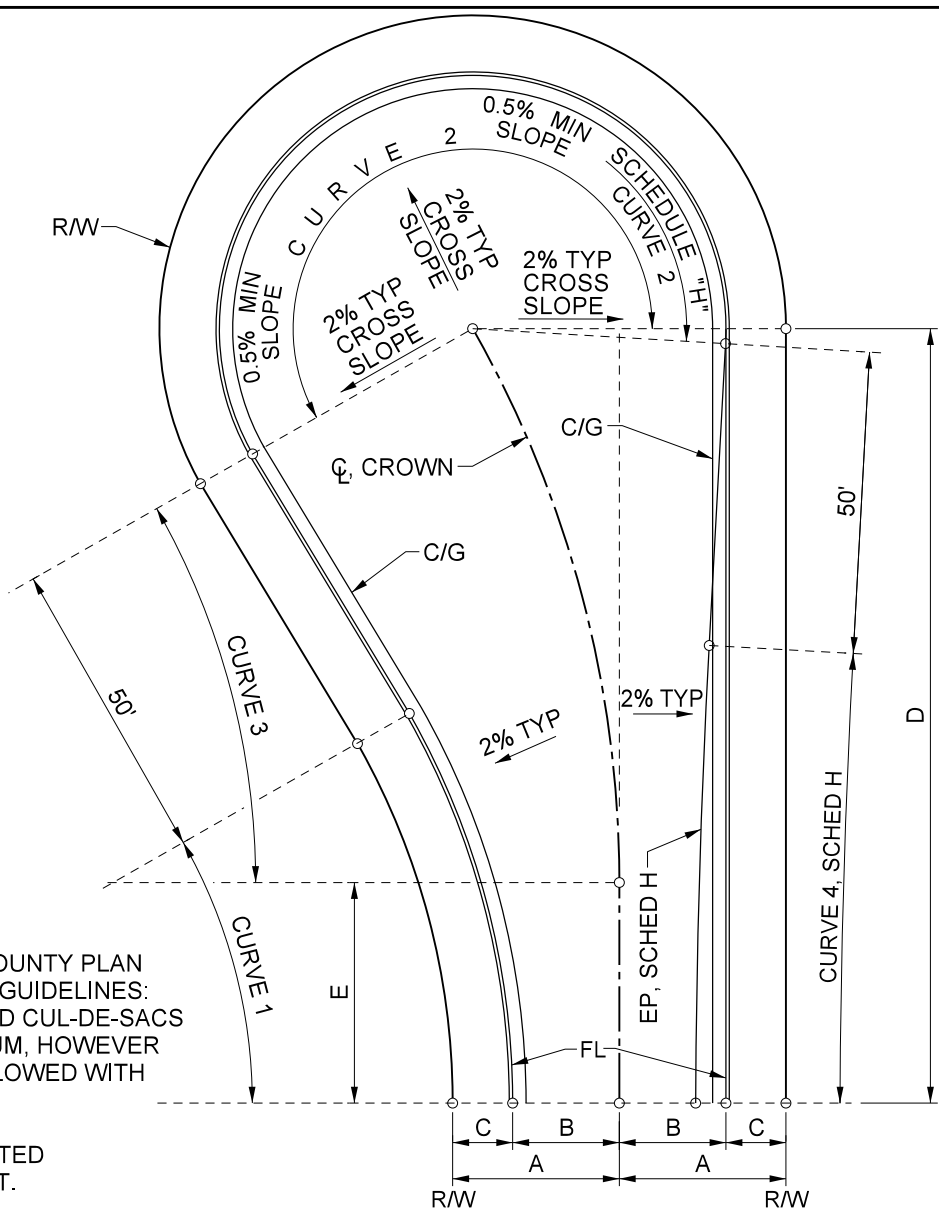 0.5% MIN
SLOPE
SCHEDULE "H"
CURVE 2
CURVE 2
R/W
2% TYP
CROSS
SLOPE
2% TYP
CROSS
SLOPE
2% TYP
CROSS
SLOPE
0.5% MIN
SLOPE
C/G
℄, CROWN
50'
C/G
CURVE 3
50'
2% TYP
2% TYP
D
CURVE 4, SCHED H
EP, SCHED H
CURVE 1
E
OUNTY PLAN
GUIDELINES:
D CUL-DE-SACS
UM, HOWEVER
LOWED WITH
FL
TED
T.
C
B
B
C
A
A
R/W
R/W